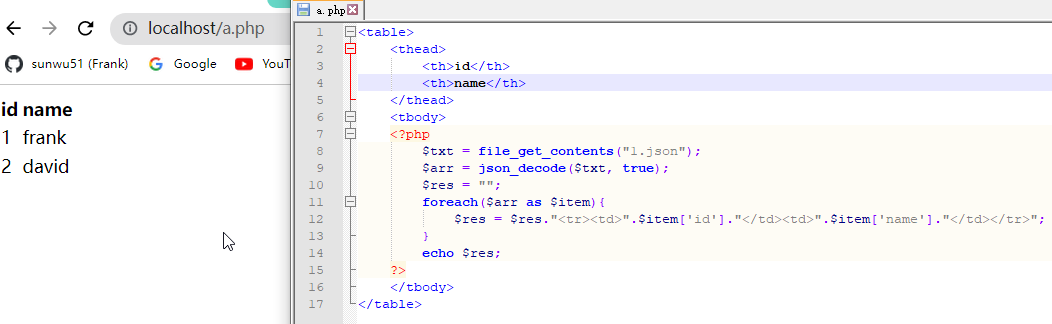 localhost/a.php
sunwu51 (Frank) Google YouT
id name
1 frank
2 david
a.php
1 <table>
2 <thead>
3 <th>id</th>
4 <th>name</th>
5 </thead>
6 <tbody>
7 <?php
8 $txt = file_get_contents("1.json");
9 $arr = json_decode($txt, true);
10 $res = "";
11 foreach($arr as $item){
12 $res = $res."<tr><td>".$item['id']."</td><td>".$item['name']."</td></tr>";
13 }
14 echo $res;
15 ?>
16 </tbody>
17 </table>